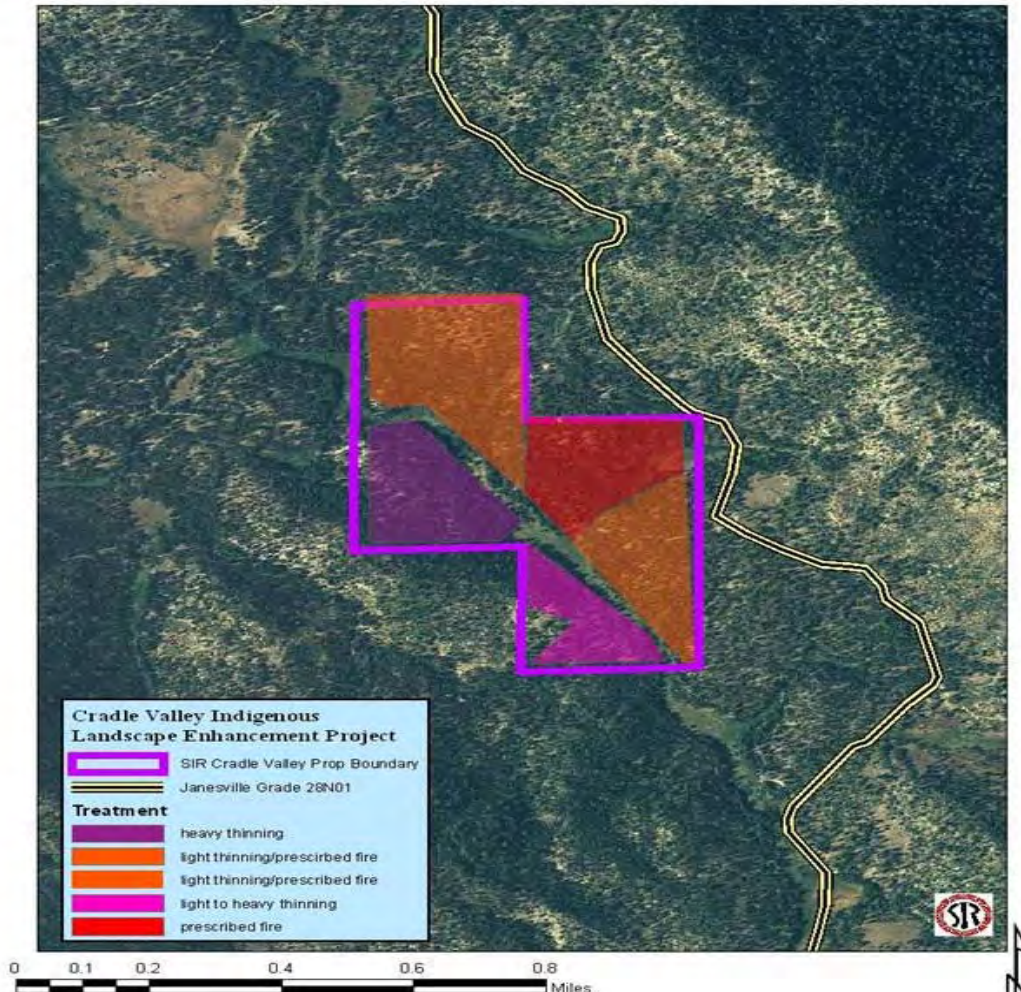 Cradle Valley Indigenous
Landscape Enhancement Project
SIR Cradle Valley Prop Boundary
Janesville Grade 28N01
Treatment
heavy thinning
light thinning/prescirbed fire
light thinning/prescribed fire
light to heavy thinning
prescribed fire
SIR
0 0.1 0.2 0.4 0.6 0.8
Miles
N